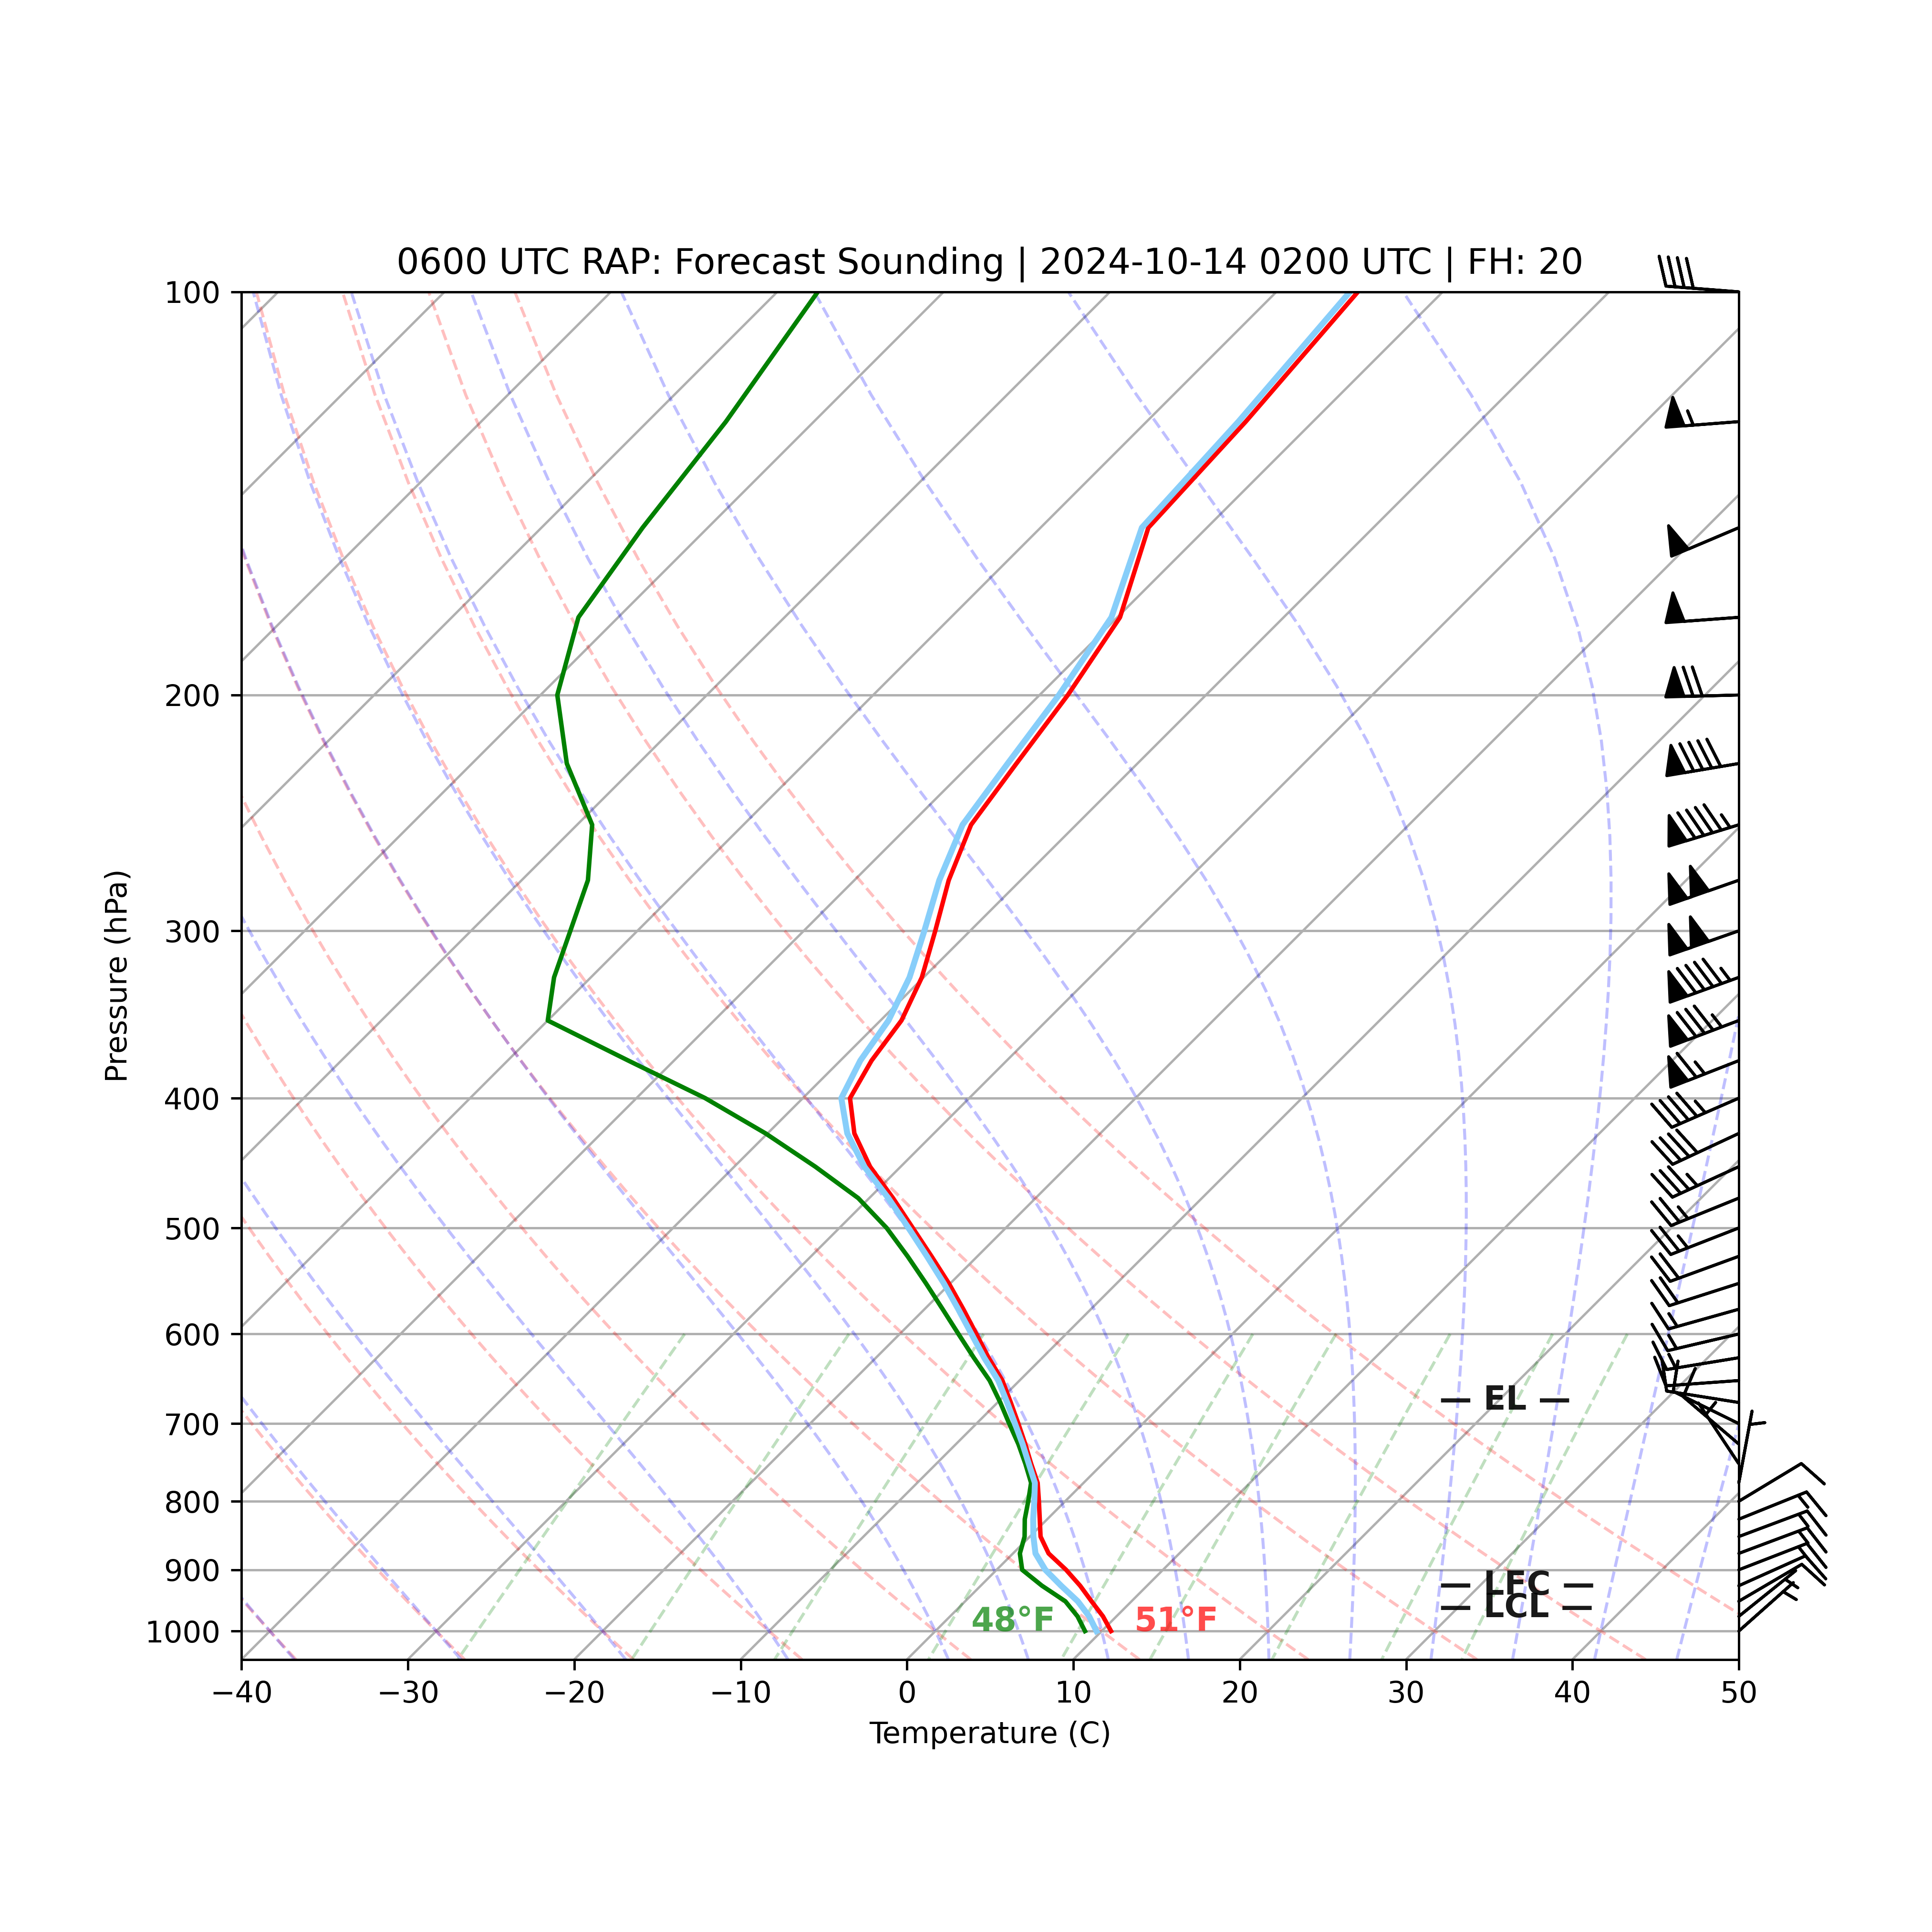 0600 UTC RAP: Forecast Sounding | 2024-10-14 0200 UTC | FH: 20
100
200
300
400
500
600
700
800
900
1000
Pressure (hPa)
— EL —
— LFC —
— LCL —
48°F
51°F
−40
−30
−20
−10
0
10
20
30
40
50
Temperature (C)